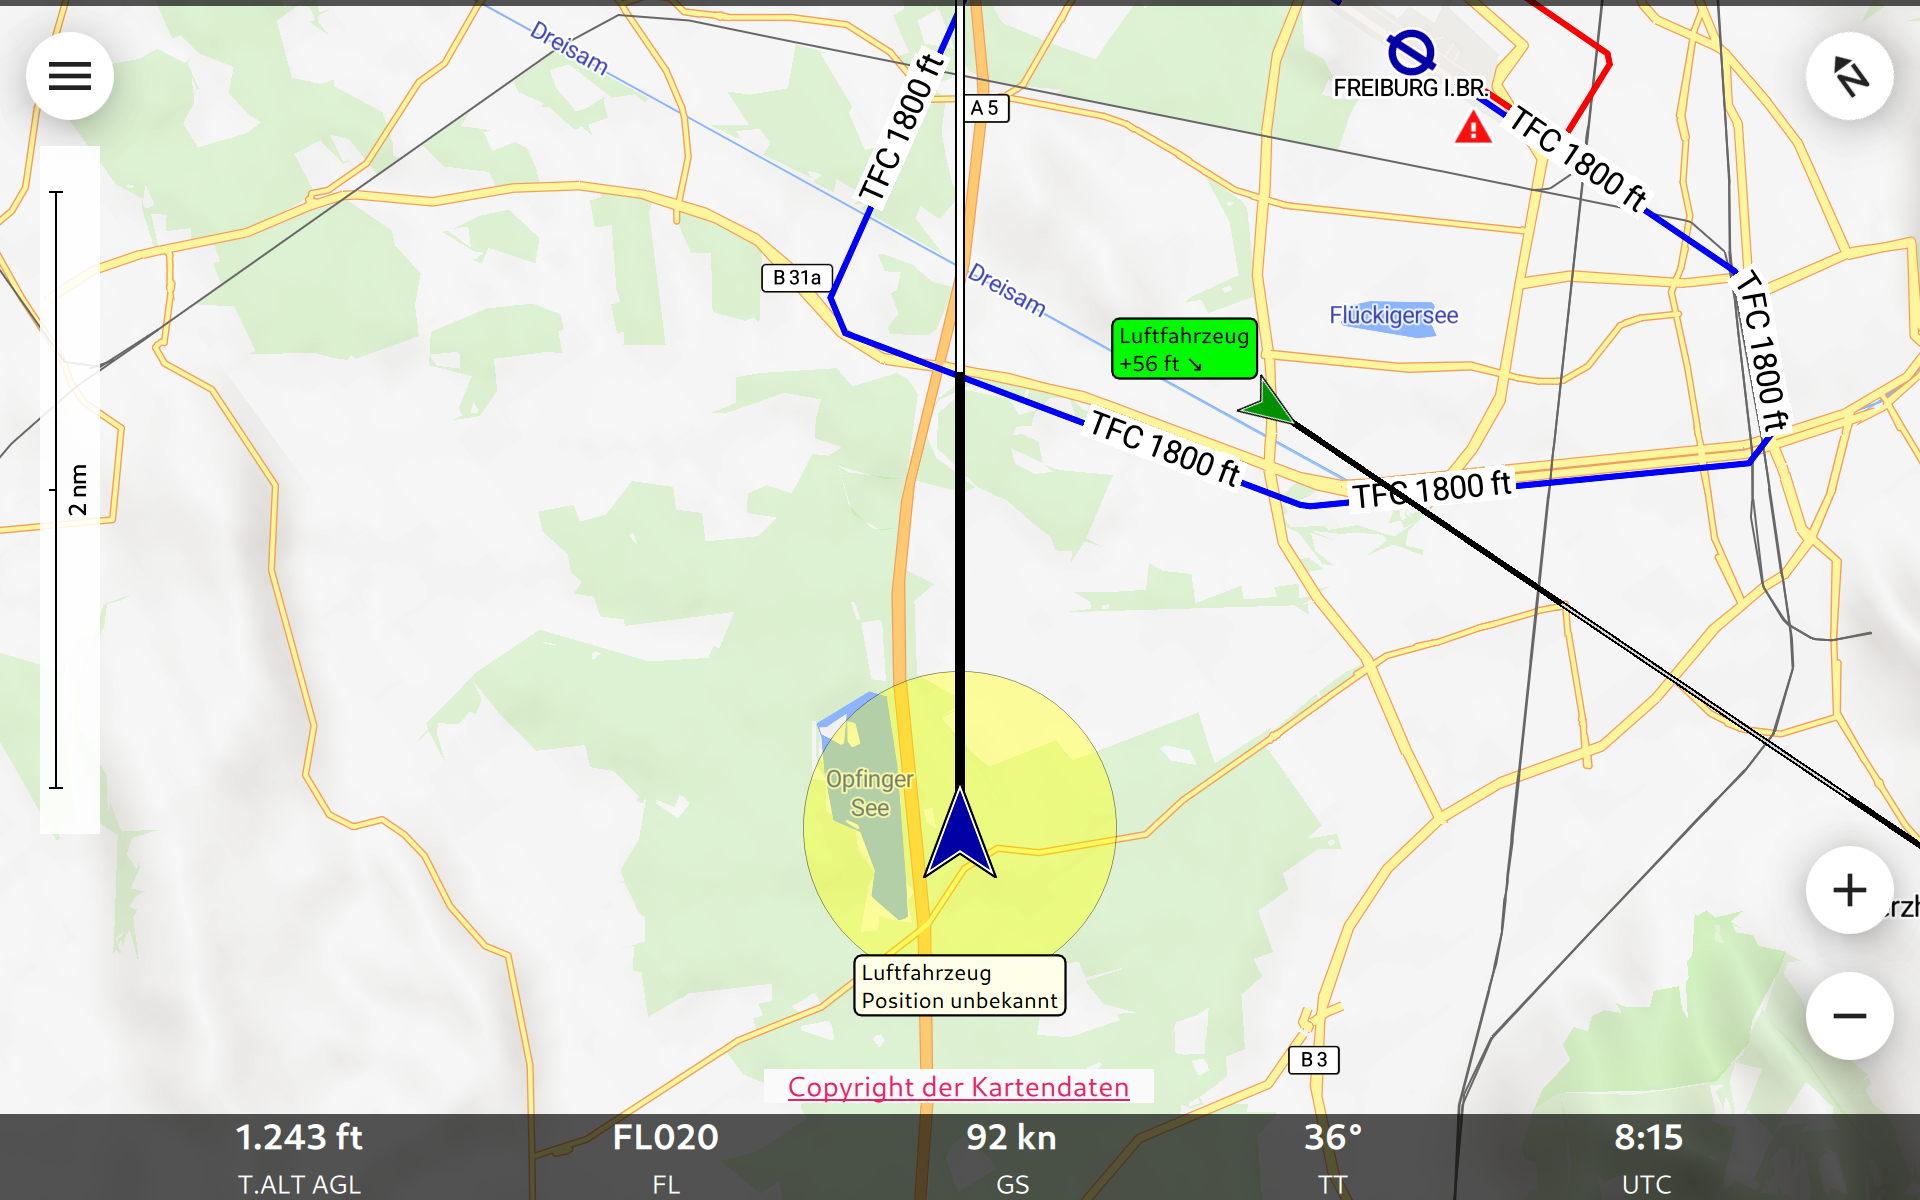 Dreisam
TFC 1800 ft
A 5
FREIBURG I.BR.
TFC 1800 ft
N
B 31a
Dreisam
Flückigersee
Luftfahrzeug
+56 ft ↘
TFC 1800 ft
TFC 1800 ft
TFC 1800 ft
2 nm
Opfinger
See
Luftfahrzeug
Position unbekannt
B 3
Copyright der Kartendaten
1.243 ft FL020 92 kn 36° 8:15
T.ALT AGL FL GS TT UTC